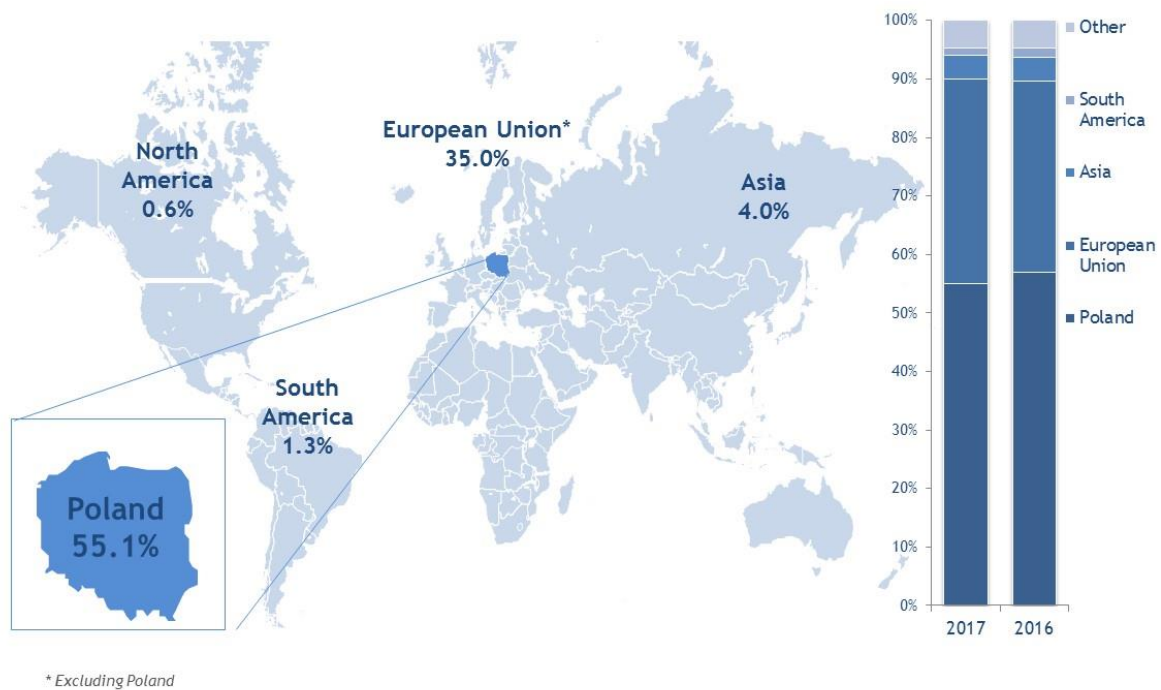 North
America
0.6%
European Union*
35.0%
Asia
4.0%
South
America
1.3%
Poland
55.1%
* Excluding Poland
100%
90%
80%
70%
60%
50%
40%
30%
20%
10%
0%
2017
2016
Other
South
America
Asia
European
Union
Poland